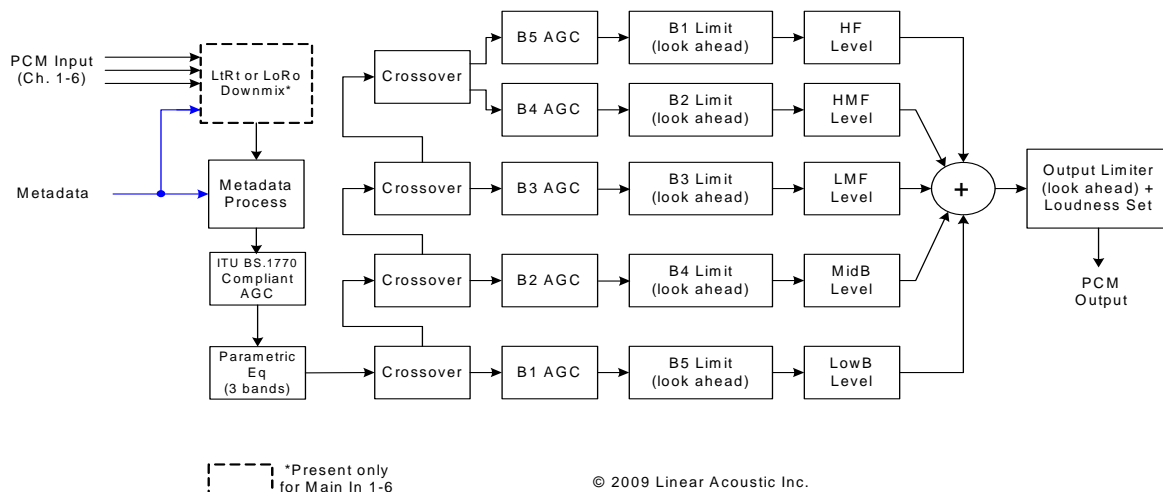 PCM Input
(Ch. 1-6)
LtRt or LoRo
Downmix*
Metadata
Metadata
Process
ITU BS.1770
Compliant
AGC
Parametric
Eq
(3 bands)
Crossover
B5 AGC
B1 Limit
(look ahead)
HF
Level
B4 AGC
B2 Limit
(look ahead)
HMF
Level
Crossover
B3 AGC
B3 Limit
(look ahead)
LMF
Level
Crossover
B2 AGC
B4 Limit
(look ahead)
MidB
Level
Crossover
B1 AGC
B5 Limit
(look ahead)
LowB
Level
+
Output Limiter
(look ahead) +
Loudness Set
PCM
Output
*Present only
for Main In 1-6
© 2009 Linear Acoustic Inc.